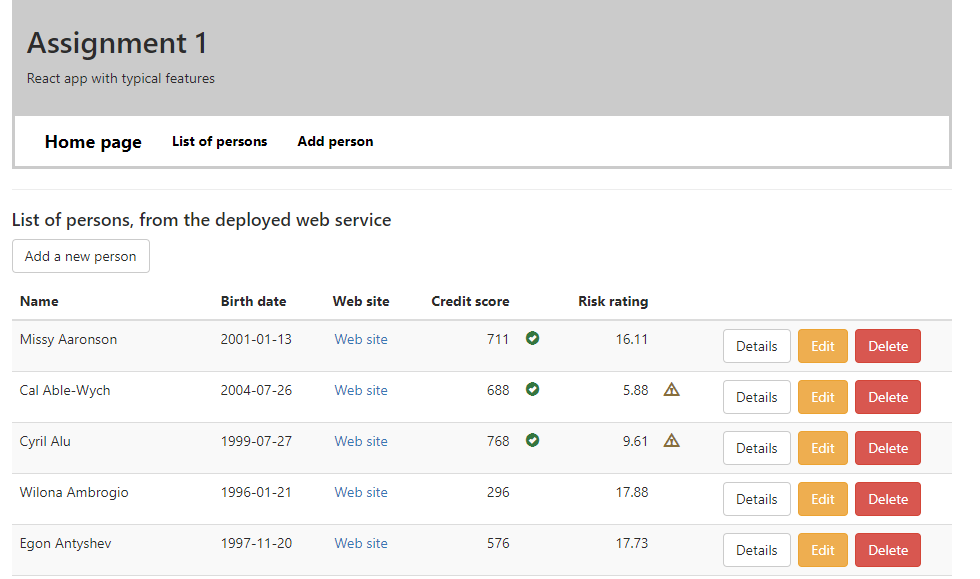 Assignment 1
React app with typical features
Home page List of persons Add person
List of persons, from the deployed web service
Add a new person
Name Birth date Web site Credit score Risk rating
Missy Aaronson 2001-01-13 Web site 711 16.11 Details Edit Delete
Cal Able-Wych 2004-07-26 Web site 688 5.88 Details Edit Delete
Cyril Alu 1999-07-27 Web site 768 9.61 Details Edit Delete
Wilona Ambrogio 1996-01-21 Web site 296 17.88 Details Edit Delete
Egon Antyshev 1997-11-20 Web site 576 17.73 Details Edit Delete